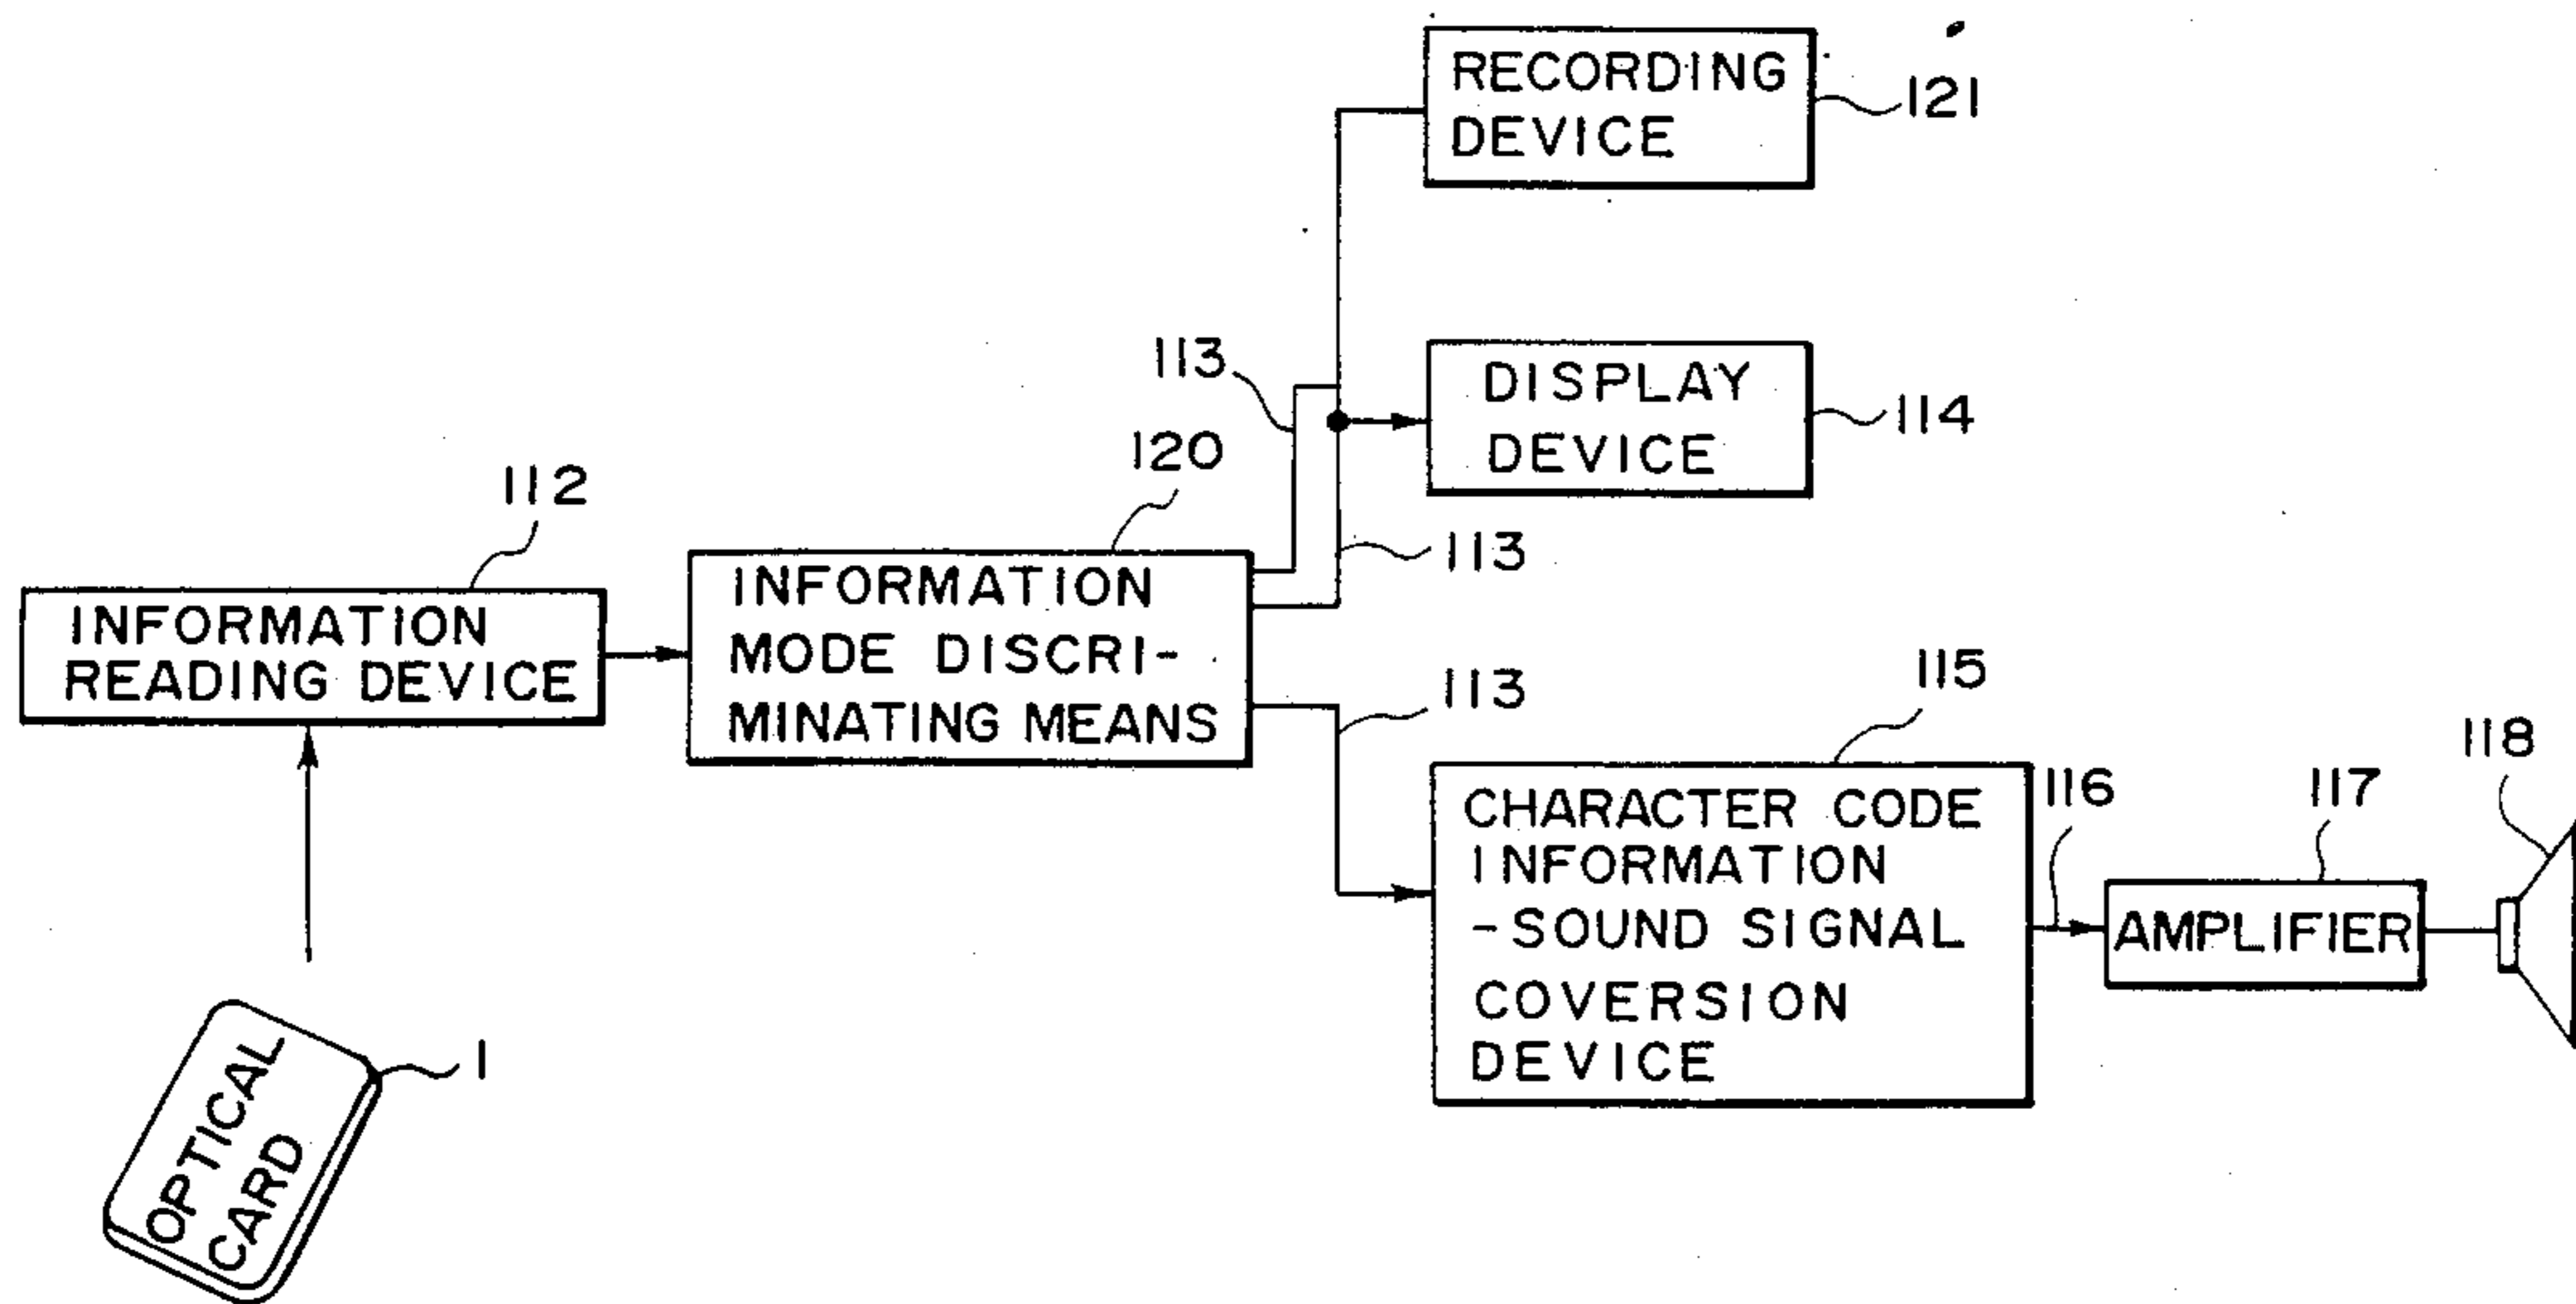 RECORDING
DEVICE
121
113
DISPLAY
DEVICE
114
120
112
113
INFORMATION
READING DEVICE
INFORMATION
MODE DISCRI-
MINATING MEANS
113
115
118
116
117
CHARACTER CODE
INFORMATION
-SOUND SIGNAL
COVERSION
DEVICE
AMPLIFIER
1
OPTICAL
CARD